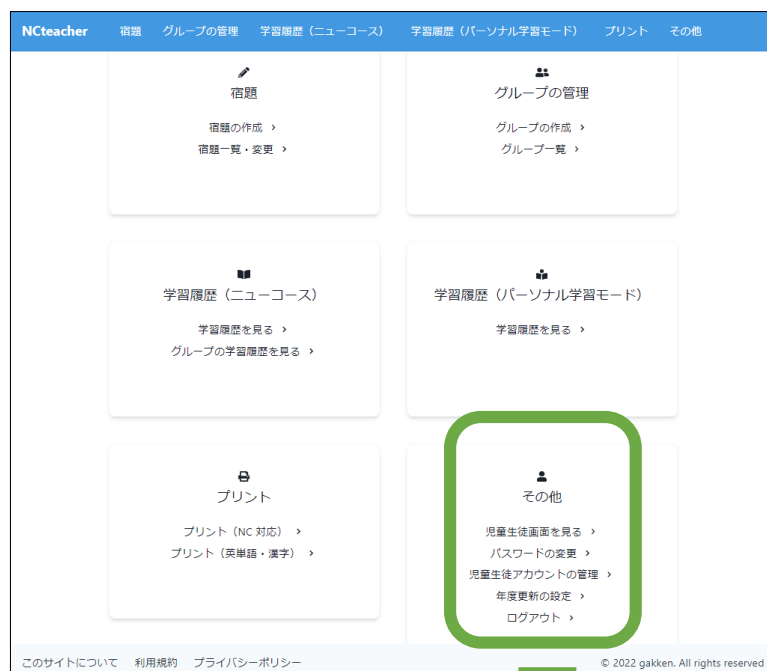 NCteacher 宿題 グループの管理 学習履歴（ニューコース） 学習履歴（パーソナル学習モード） プリント その他
宿題
宿題の作成 ›
宿題一覧・変更 ›
グループの管理
グループの作成 ›
グループ一覧 ›
学習履歴（ニューコース）
学習履歴を見る ›
グループの学習履歴を見る ›
学習履歴（パーソナル学習モード）
学習履歴を見る ›
プリント
プリント（NC 対応） ›
プリント（英単語・漢字） ›
その他
児童生徒画面を見る ›
パスワードの変更 ›
児童生徒アカウントの管理 ›
年度更新の設定 ›
ログアウト ›
このサイトについて 利用規約 プライバシーポリシー © 2022 gakken. All rights reserved